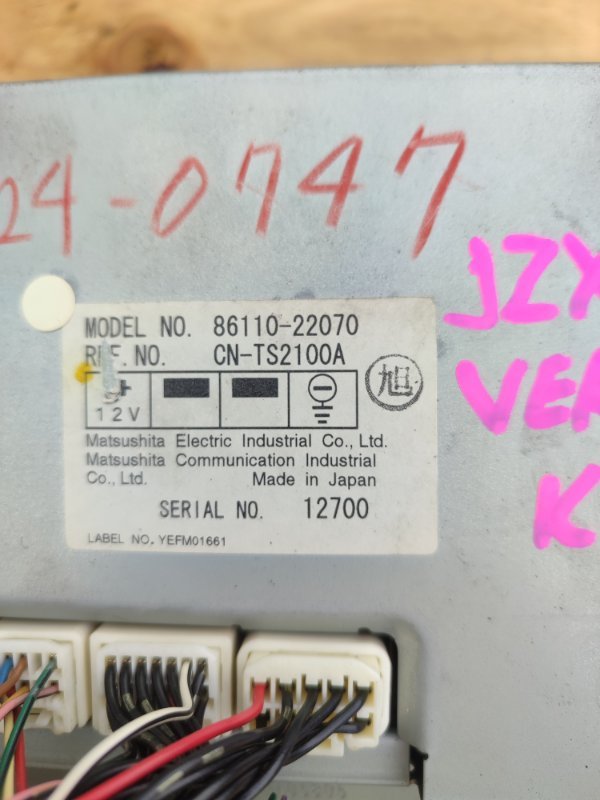 24-0747
JZX
VER
K
MODEL NO. 86110-22070
REF.NO. CN-TS2100A
12V
旭
Matsushita Electric Industrial Co., Ltd.
Matsushita Communication Industrial
Co., Ltd. Made in Japan
SERIAL NO. 12700
LABEL NO. YEFM01661